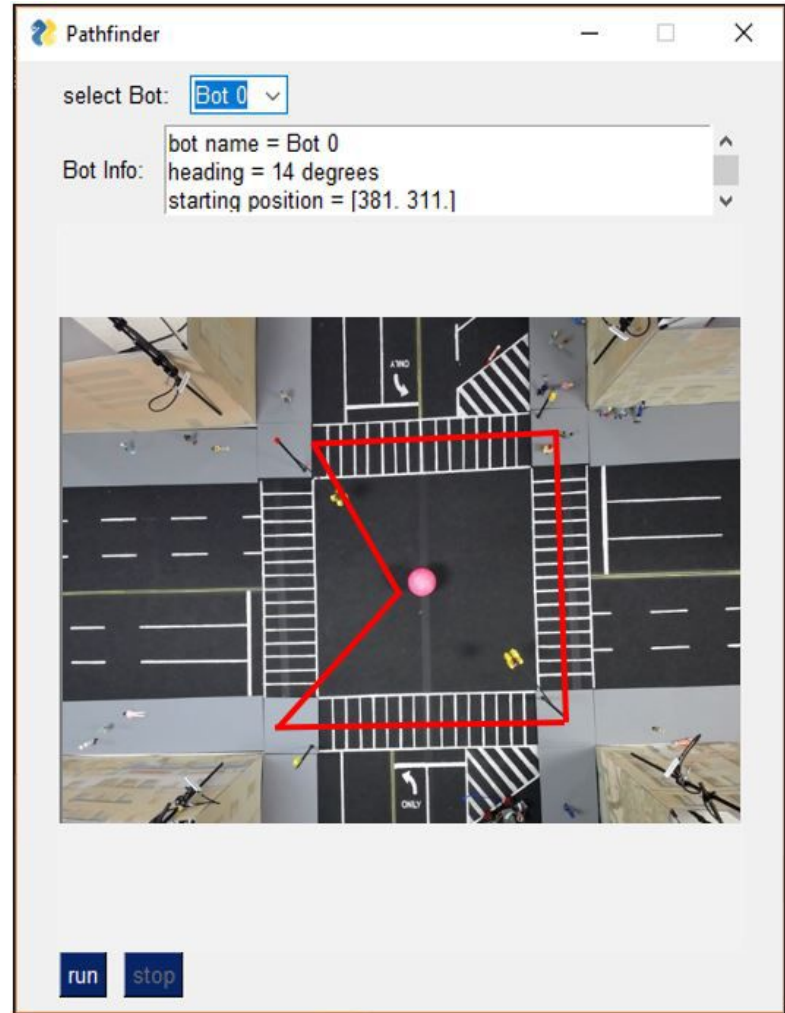 Pathfinder
select Bot: Bot 0
Bot Info:
bot name = Bot 0
heading = 14 degrees
starting position = [381. 311.]
ONLY
ONLY
run
stop